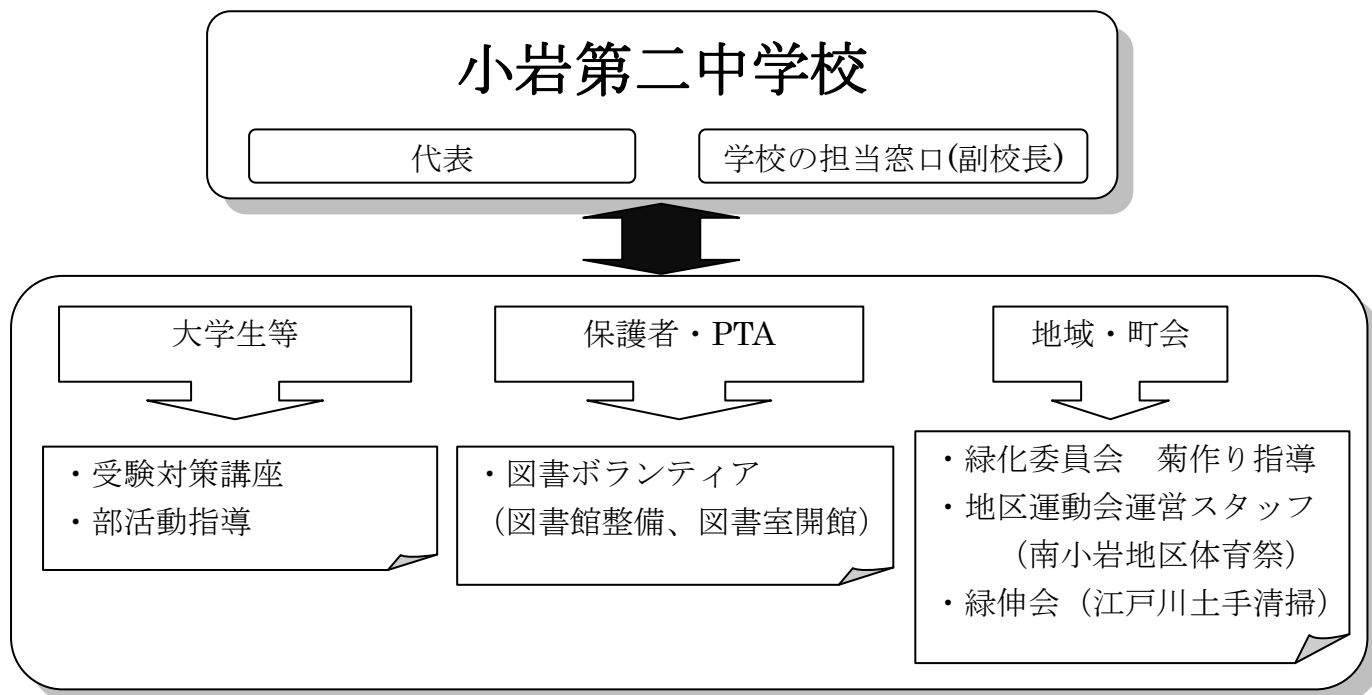 小岩第二中学校
代表
学校の担当窓口(副校長)
大学生等
・受験対策講座
・部活動指導
保護者・PTA
・図書ボランティア
（図書館整備、図書室開館）
地域・町会
・緑化委員会　菊作り指導
・地区運動会運営スタッフ
（南小岩地区体育祭）
・緑伸会（江戸川土手清掃）